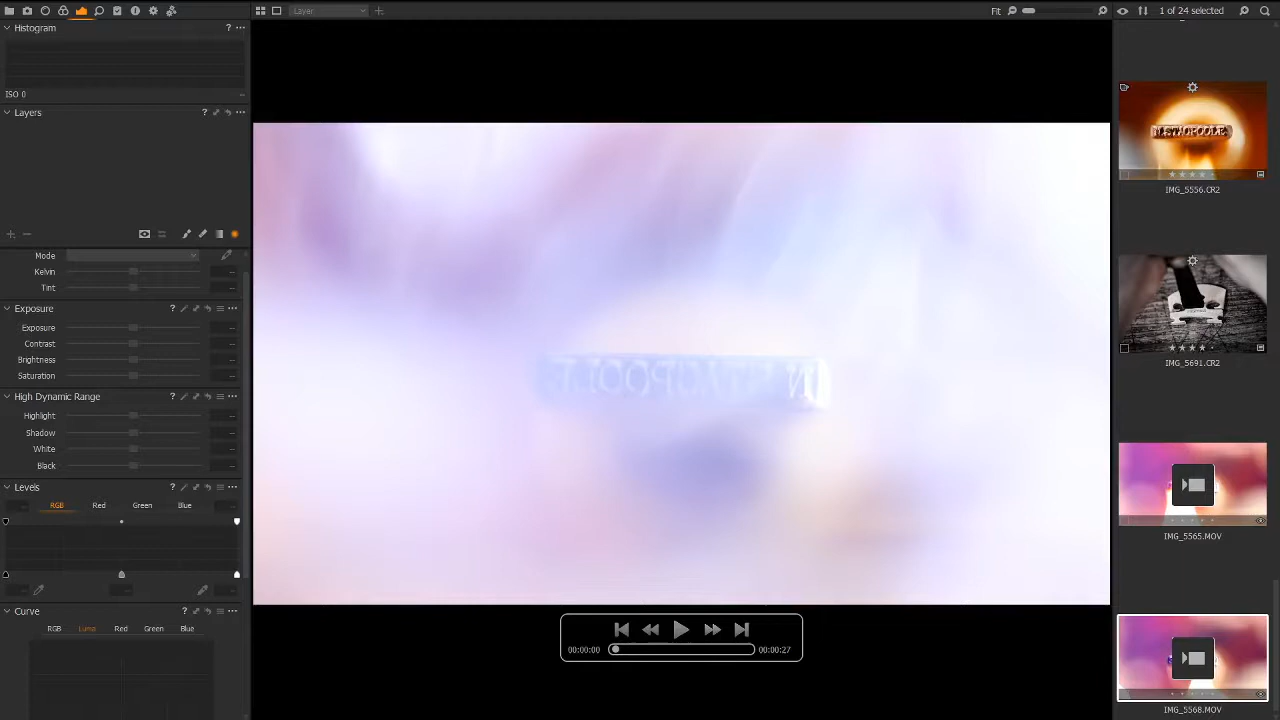 Layer
Fit
1 of 24 selected
Histogram
ISO 0
--
Layers
Mode
Kelvin
--
Tint
--
Exposure
Exposure
--
Contrast
--
Brightness
--
Saturation
--
High Dynamic Range
Highlight
--
Shadow
--
White
--
Black
--
Levels
RGB Red Green Blue
Curve
RGB Luma Red Green Blue
00:00:00
00:00:27
N.STACPOOLE
IMG_5556.CR2
IMG_5691.CR2
IMG_5565.MOV
IMG_5568.MOV